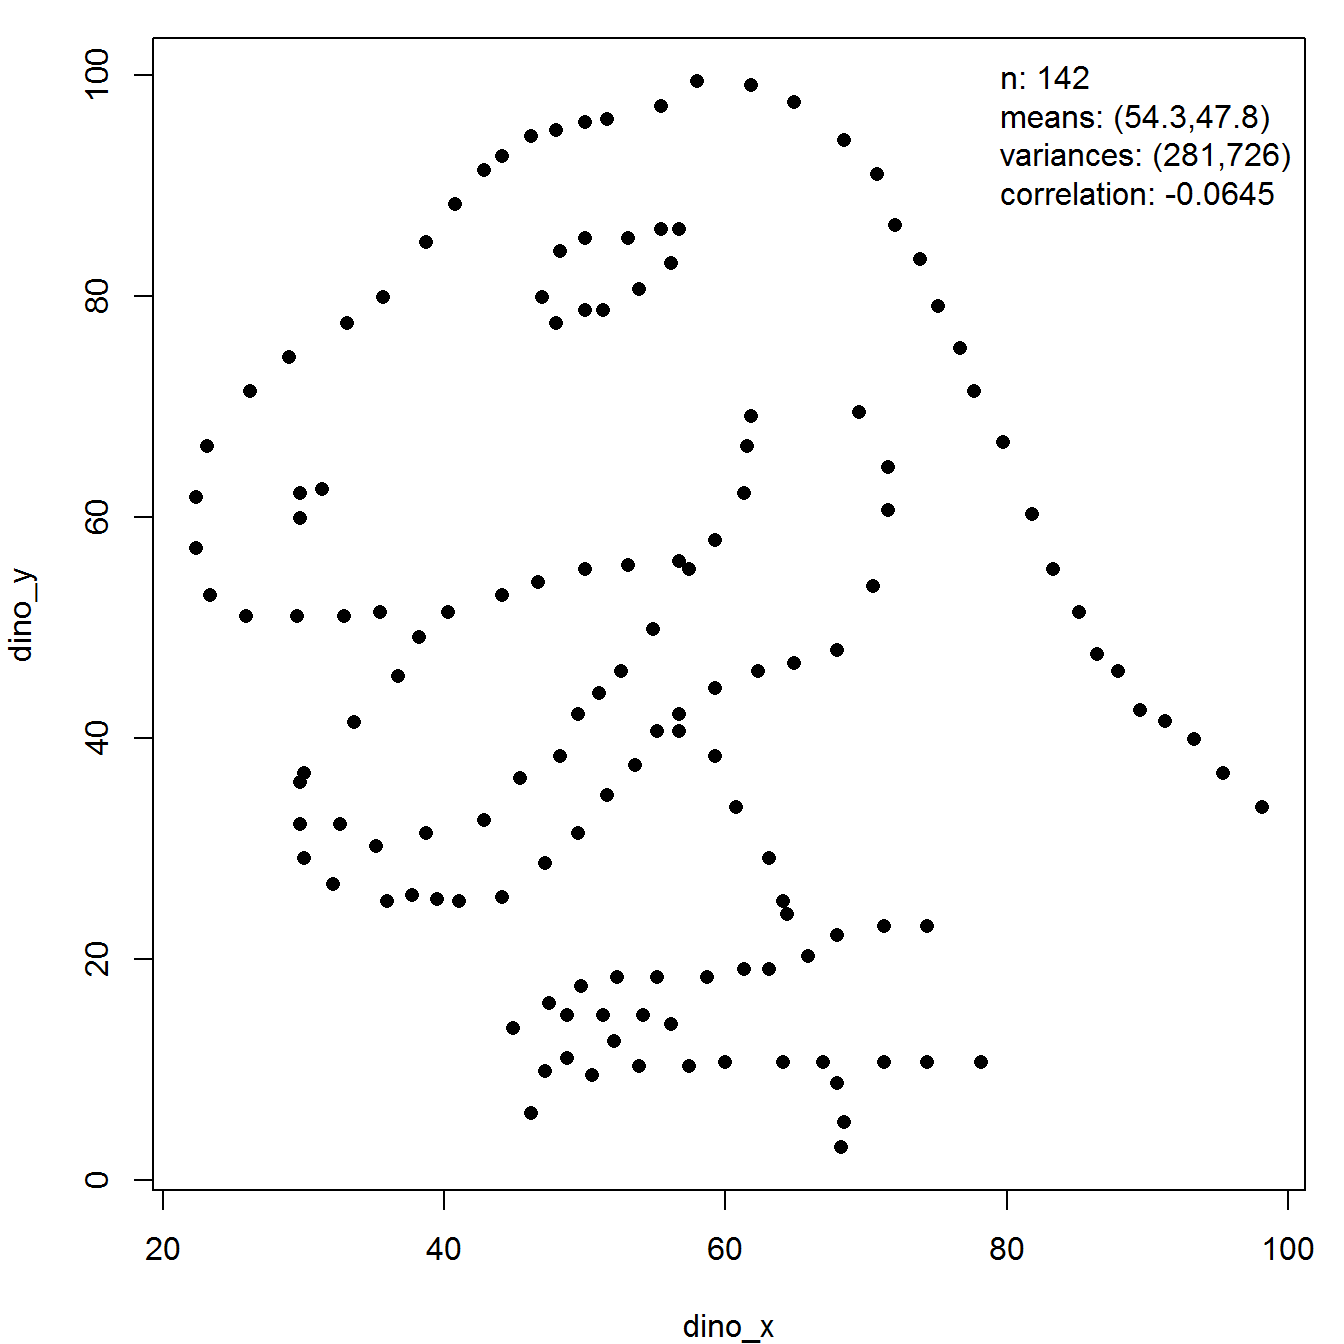 n: 142
means: (54.3,47.8)
variances: (281,726)
correlation: -0.0645
100
80
60
40
20
0
dino_y
20 40 60 80 100
dino_x